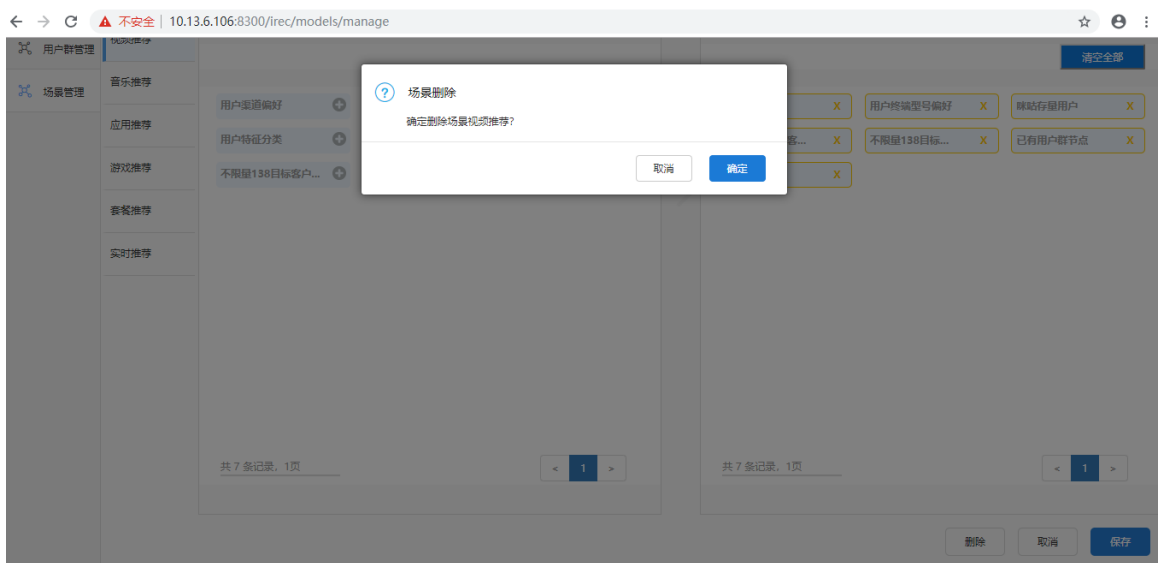 不安全 | 10.13.6.106:8300/irec/models/manage
用户群管理
场景管理
视频推荐
音乐推荐
应用推荐
游戏推荐
套餐推荐
实时推荐
清空全部
用户渠道偏好
用户特征分类
不限量138目标客户...
场景删除
确定删除场景视频推荐?
取消 确定
X 用户终端型号偏好 X 咪咕存量用户 X
客... X 不限量138目标... X 已有用户群节点 X
X
共 7 条记录，1页 < 1 >
共 7 条记录，1页 < 1 >
删除 取消 保存